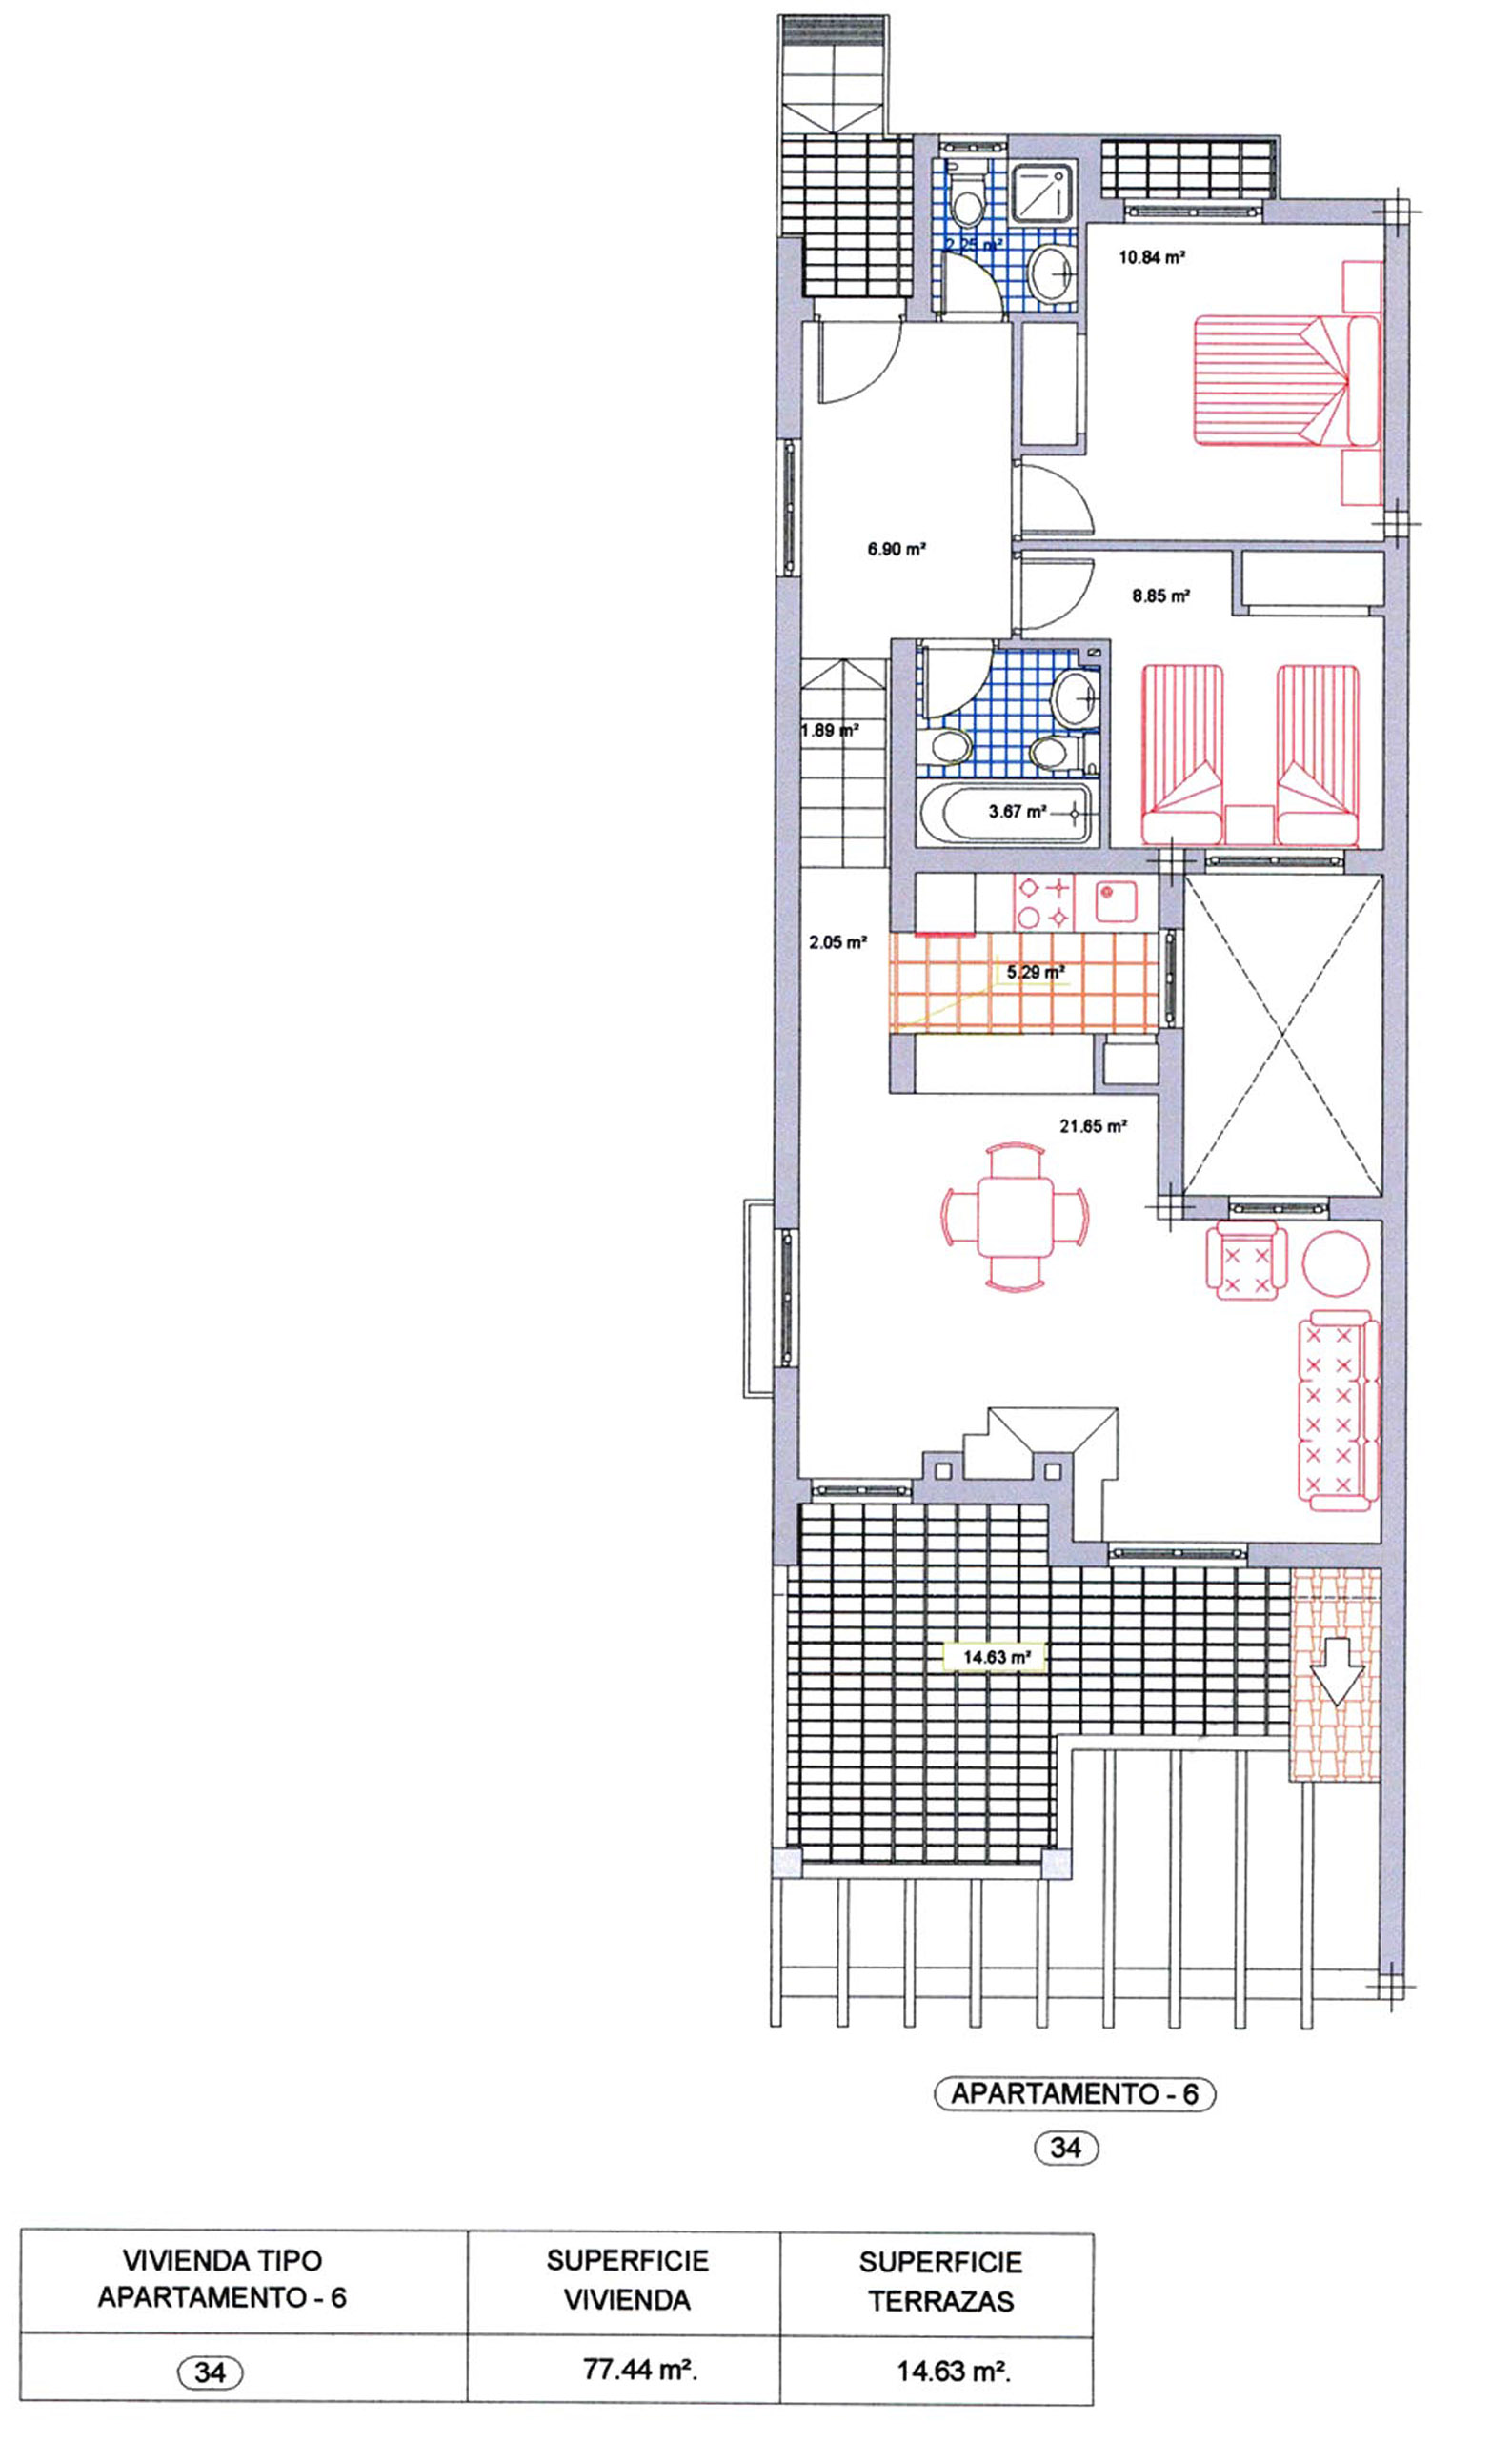 2.25 m²
10.84 m²
6.90 m²
8.85 m²
1.89 m²
3.67 m²
2.05 m²
5.29 m²
21.65 m²
14.63 m²
APARTAMENTO - 6
34
VIVIENDA TIPO
APARTAMENTO - 6
SUPERFICIE
VIVIENDA
SUPERFICIE
TERRAZAS
34
77.44 m².
14.63 m².